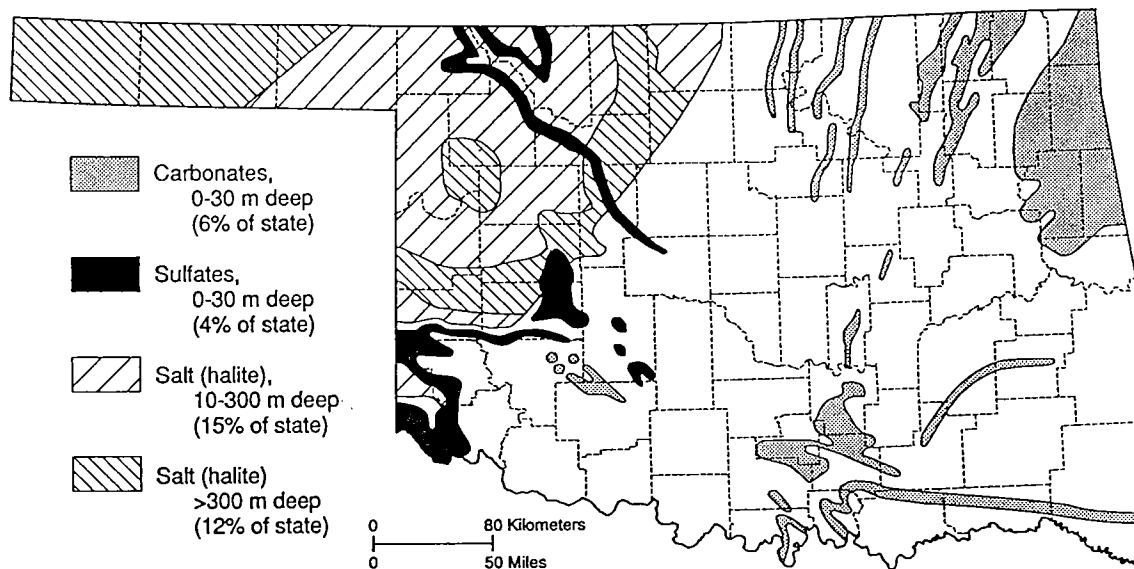 Carbonates,
0-30 m deep
(6% of state)
Sulfates,
0-30 m deep
(4% of state)
Salt (halite),
10-300 m deep
(15% of state)
Salt (halite)
>300 m deep
(12% of state)
0 80 Kilometers
0 50 Miles